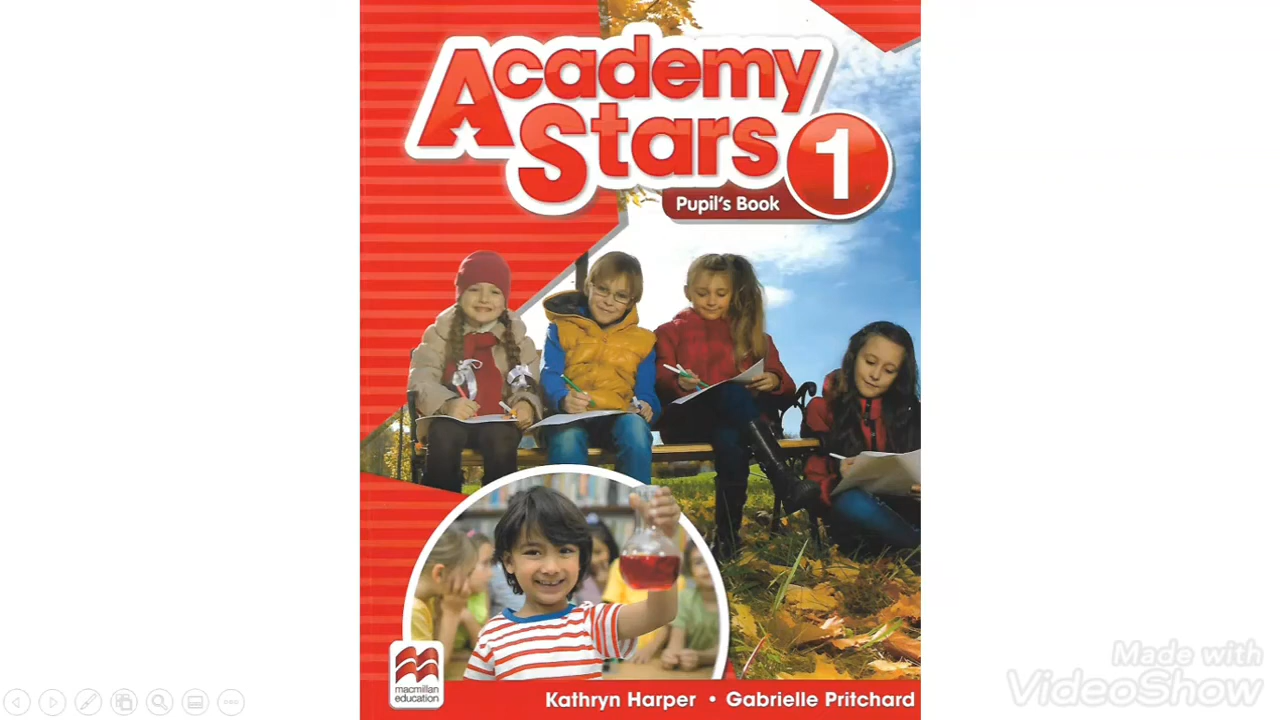 Academy
Stars 1
Pupil's Book
macmillan
education
Kathryn Harper • Gabrielle Pritchard
Made with
VideoShow